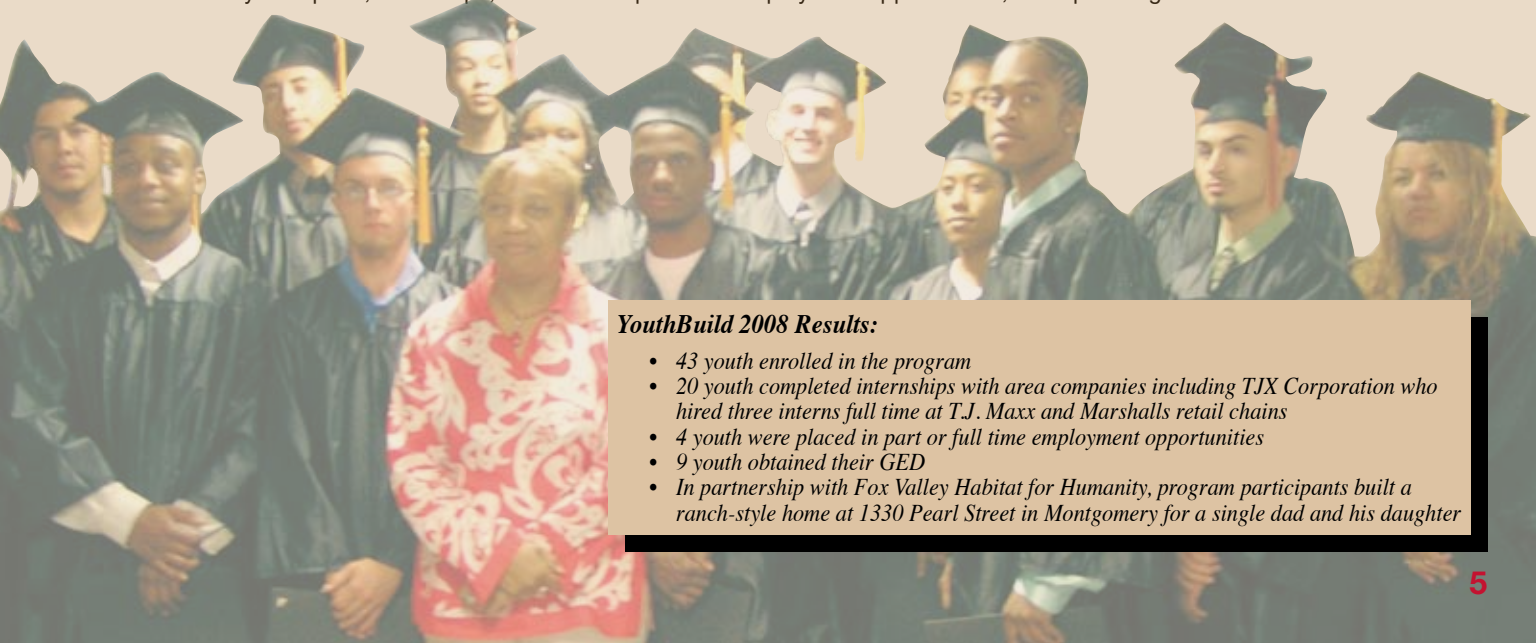 YouthBuild 2008 Results:
• 43 youth enrolled in the program
• 20 youth completed internships with area companies including TJX Corporation who
hired three interns full time at T.J. Maxx and Marshalls retail chains
• 4 youth were placed in part or full time employment opportunities
• 9 youth obtained their GED
• In partnership with Fox Valley Habitat for Humanity, program participants built a
ranch-style home at 1330 Pearl Street in Montgomery for a single dad and his daughter
5